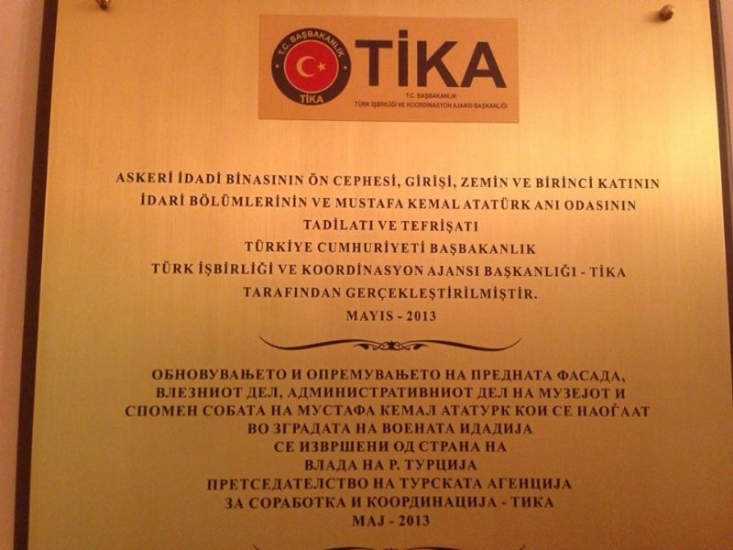 T.C. BAŞBAKANLIK
TİKA
TİKA
T.C. BAŞBAKANLIK
TÜRK İŞBİRLİĞİ VE KOORDİNASYON AJANSI BAŞKANLIĞI
ASKERİ İDADİ BİNASININ ÖN CEPHESİ, GİRİŞİ, ZEMİN VE BİRİNCİ KATININ
İDARİ BÖLÜMLERİNİN VE MUSTAFA KEMAL ATATÜRK ANI ODASININ
TADİLATI VE TEFRİŞATI
TÜRKİYE CUMHURİYETİ BAŞBAKANLIK
TÜRK İŞBİRLİĞİ VE KOORDİNASYON AJANSI BAŞKANLIĞI - TİKA
TARAFINDAN GERÇEKLEŞTİRİLMİŞTİR.
MAYIS - 2013
ОБНОВУВАЊЕТО И ОПРЕМУВАЊЕТО НА ПРЕДНАТА ФАСАДА,
ВЛЕЗНИОТ ДЕЛ, АДМИНИСТРАТИВНИОТ ДЕЛ НА МУЗЕЈОТ И
СПОМЕН СОБАТА НА МУСТАФА КЕМАЛ АТАТУРК КОИ СЕ НАОЃААТ
ВО ЗГРАДАТА НА ВОЕНАТА ИДАДИЈА
СЕ ИЗВРШЕНИ ОД СТРАНА НА
ВЛАДА НА Р. ТУРЦИЈА
ПРЕТСЕДАТЕЛСТВО НА ТУРСКАТА АГЕНЦИЈА
ЗА СОРАБОТКА И КООРДИНАЦИЈА - ТИКА
МАЈ - 2013